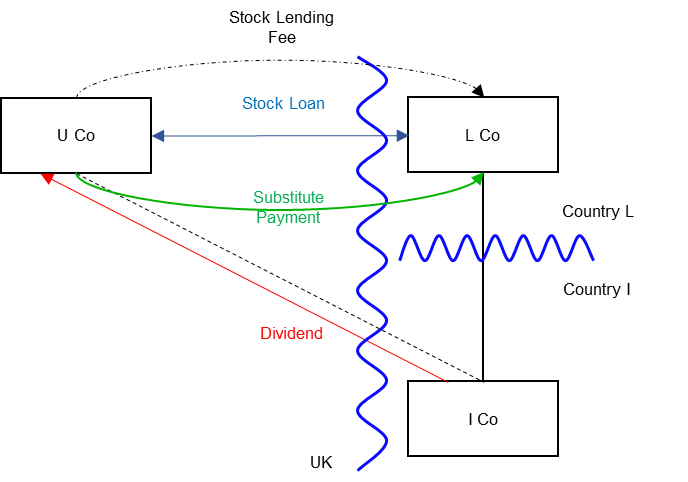 Stock Lending
Fee
Stock Loan
U Co
L Co
Substitute
Payment
Country L
Country I
Dividend
I Co
UK